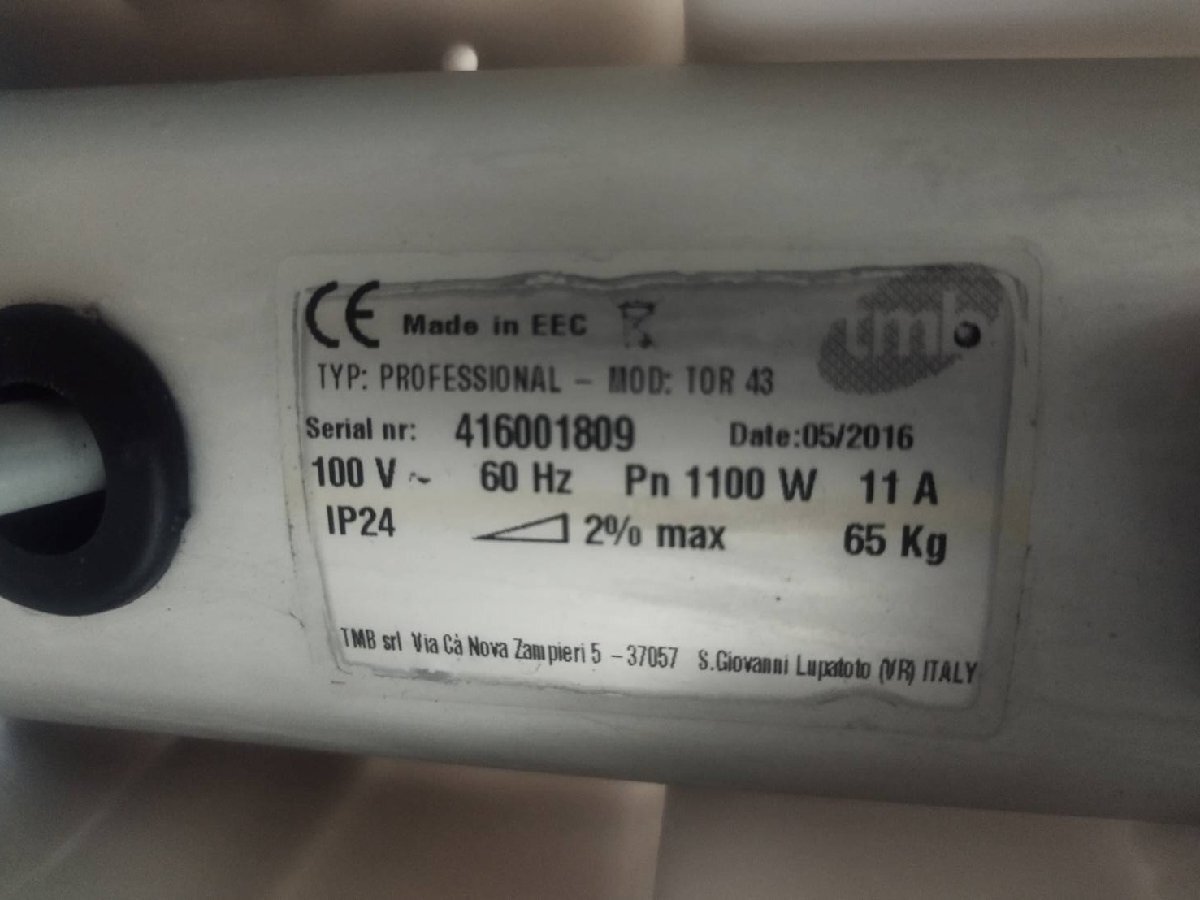 CE Made in EEC tmb
TYP: PROFESSIONAL – MOD: TOR 43
Serial nr: 416001809 Date:05/2016
100 V ~ 60 Hz Pn 1100 W 11 A
IP24 2% max 65 Kg
TMB srl Via Cà Nova Zampieri 5 – 37057 S.Giovanni Lupatoto (VR) ITALY